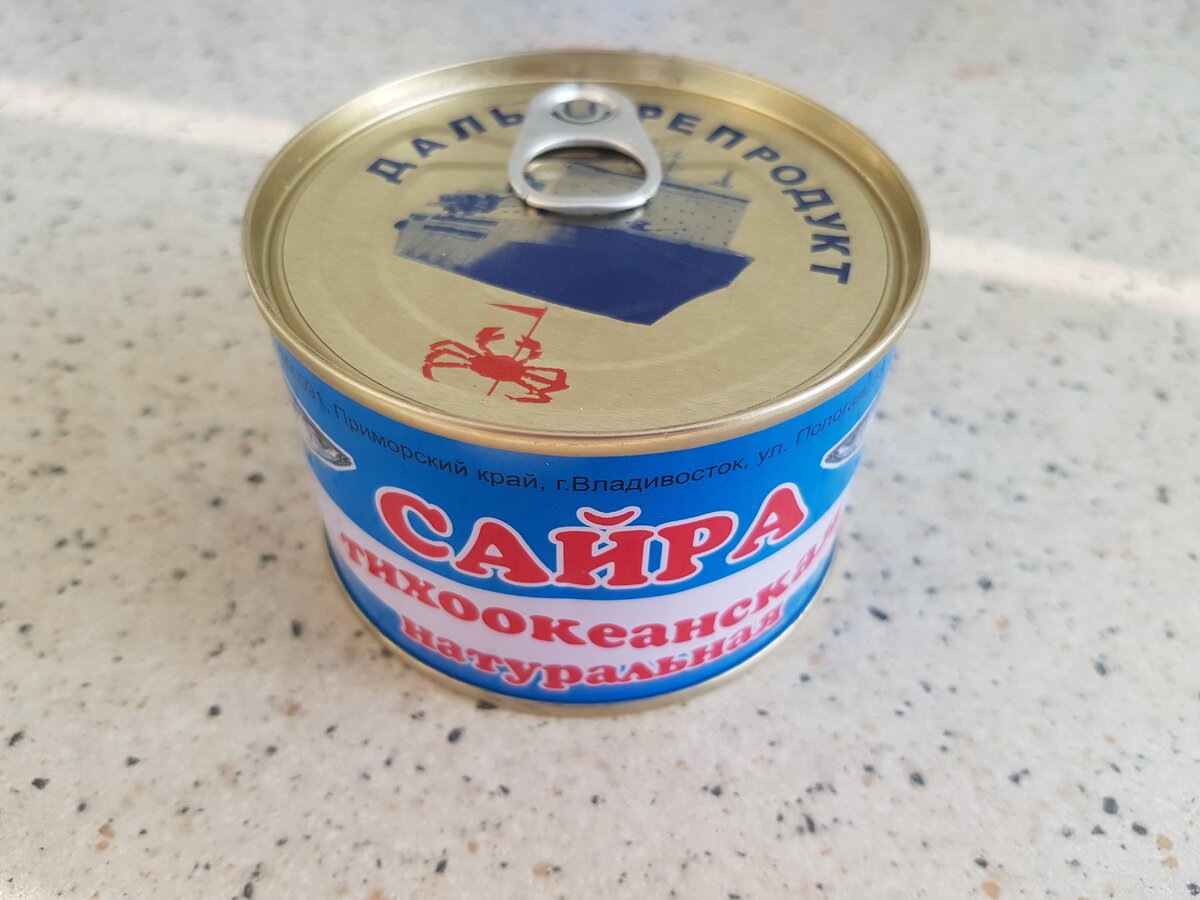 ДАЛЬ РЕПРОДУКТ
Приморский край, г.Владивосток, ул.
САЙРА
тихоокеанская
натуральная